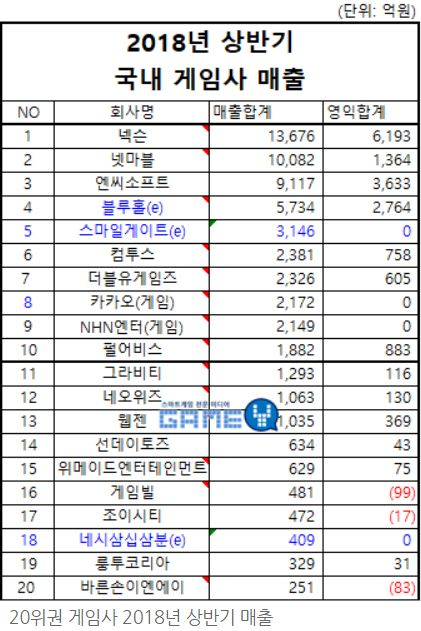 (단위: 억원)
2018년 상반기
국내 게임사 매출
NO 회사명 매출합계 영익합계
1 넥슨 13,676 6,193
2 넷마블 10,082 1,364
3 엔씨소프트 9,117 3,633
4 블루홀(e) 5,734 2,764
5 스마일게이트(e) 3,146 0
6 컴투스 2,381 758
7 더블유게임즈 2,326 605
8 카카오(게임) 2,172 0
9 NHN엔터(게임) 2,149 0
10 펄어비스 1,882 883
11 그라비티 1,293 116
12 네오위즈 1,063 130
스마트게임 전문 미디어
GAME
13 웹젠 1,035 369
14 선데이토즈 634 43
15 위메이드엔터테인먼트 629 75
16 게임빌 481 (99)
17 조이시티 472 (17)
18 네시삼십삼분(e) 409 0
19 룽투코리아 329 31
20 바른손이엔에이 251 (83)
20위권 게임사 2018년 상반기 매출